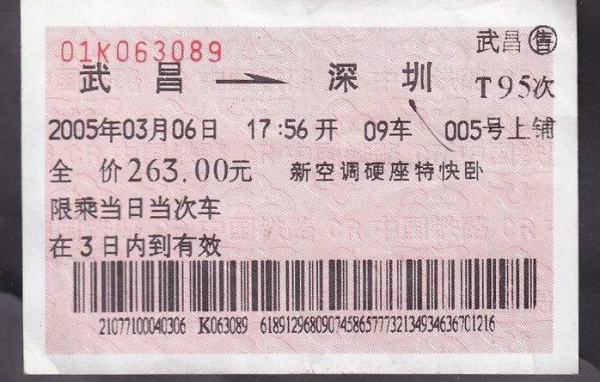 01K063089
武昌 售
武昌 → 深圳 T95次
2005年03月06日 17:56开 09车 005号上铺
全价263.00元 新空调硬座特快卧
限乘当日当次车
在3日内到有效
21077100040306 K063089 618912968090745865777321349346367​01216